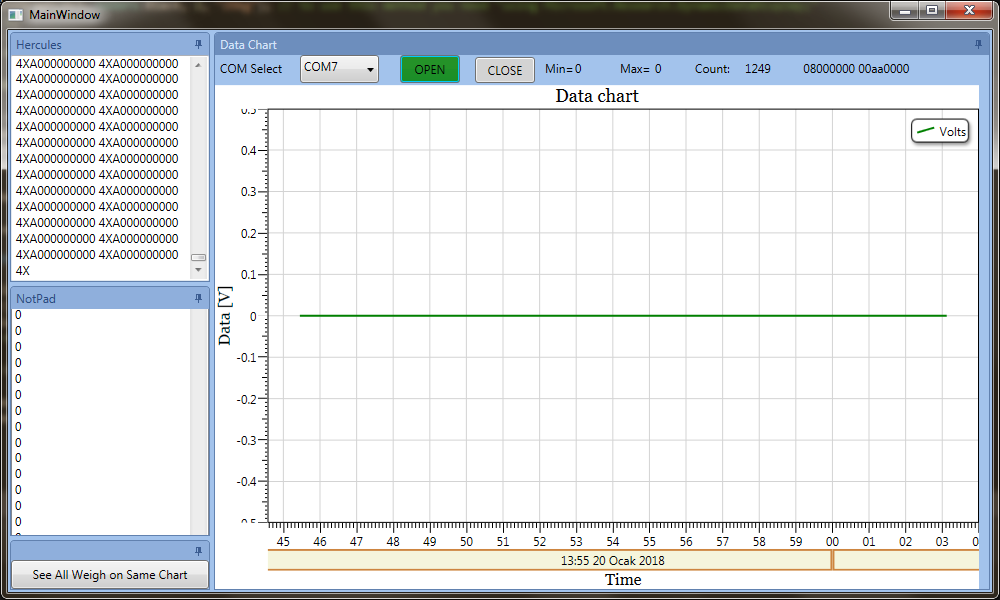 MainWindow
Hercules
4XA000000000 4XA000000000
4XA000000000 4XA000000000
4XA000000000 4XA000000000
4XA000000000 4XA000000000
4XA000000000 4XA000000000
4XA000000000 4XA000000000
4XA000000000 4XA000000000
4XA000000000 4XA000000000
4XA000000000 4XA000000000
4XA000000000 4XA000000000
4XA000000000 4XA000000000
4XA000000000 4XA000000000
4XA000000000 4XA000000000
4X
NotPad
0
0
0
0
0
0
0
0
0
0
0
0
0
0
See All Weigh on Same Chart
Data Chart
COM Select COM7 OPEN CLOSE Min= 0 Max= 0 Count: 1249 08000000 00aa0000
Data chart
Volts
Data [V]
0.5
0.4
0.3
0.2
0.1
0
-0.1
-0.2
-0.3
-0.4
-0.5
45 46 47 48 49 50 51 52 53 54 55 56 57 58 59 00 01 02 03
13:55 20 Ocak 2018
Time